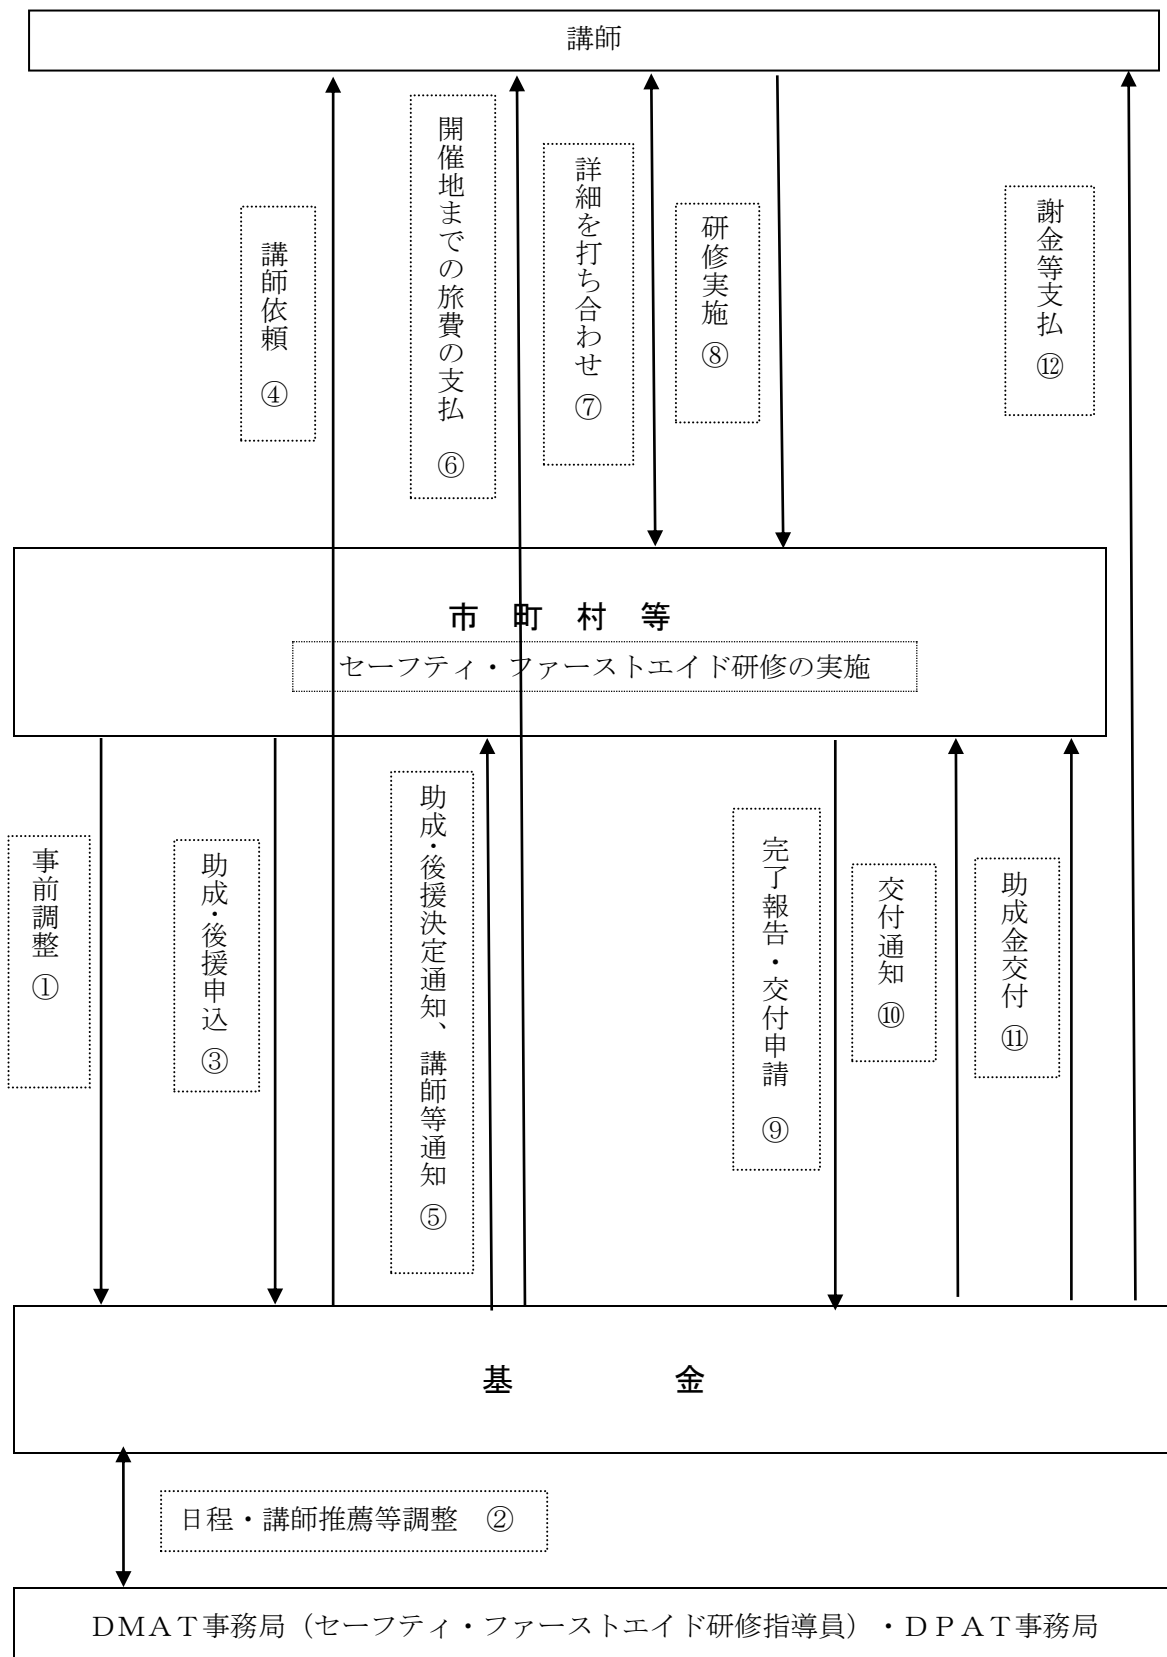 講師
講師依頼 ④
開催地までの旅費の支払 ⑥
詳細を打ち合わせ ⑦
研修実施 ⑧
謝金等支払 ⑫
市 町 村 等
セーフティ・ファーストエイド研修の実施
事前調整 ①
助成・後援申込 ③
助成・後援決定通知、講師等通知 ⑤
完了報告・交付申請 ⑨
交付通知 ⑩
助成金交付 ⑪
基 金
日程・講師推薦等調整 ②
DMAT事務局（セーフティ・ファーストエイド研修指導員）・DPAT事務局